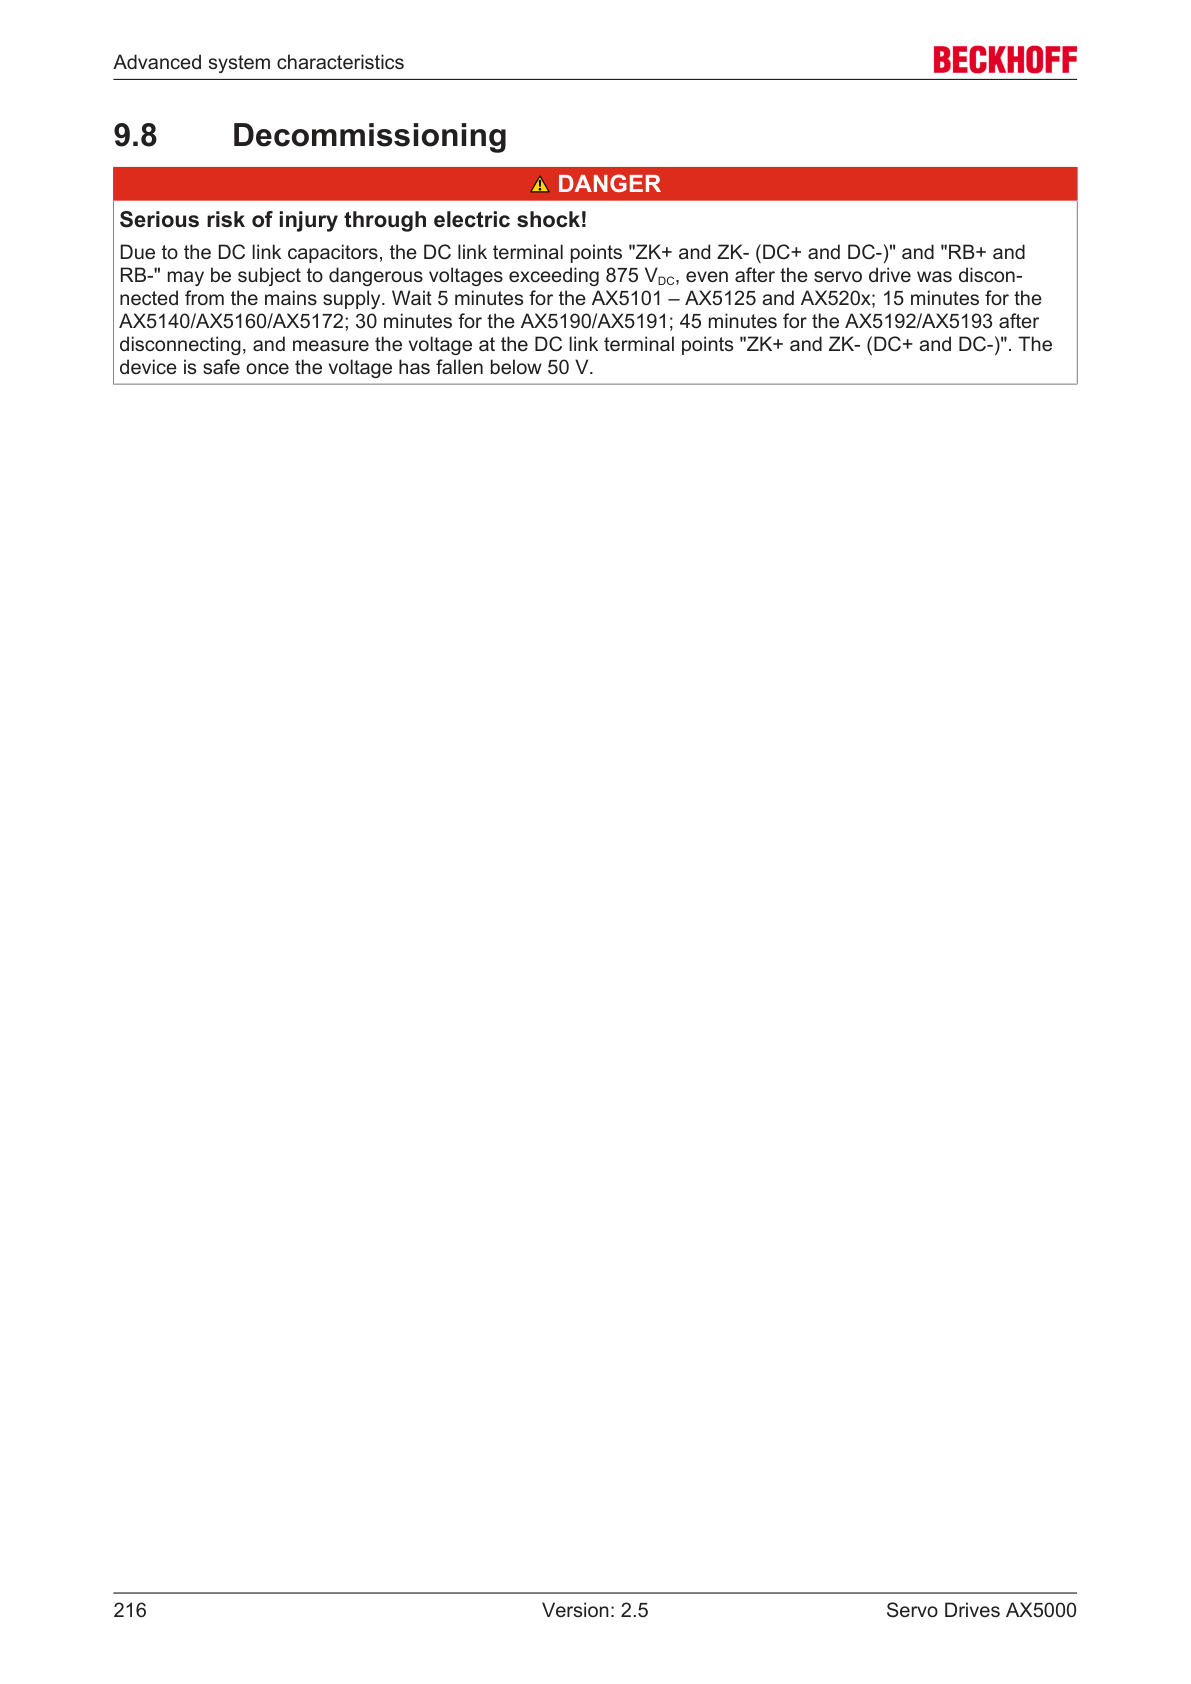 Advanced system characteristics
BECKHOFF
9.8 Decommissioning
DANGER
Serious risk of injury through electric shock!
Due to the DC link capacitors, the DC link terminal points "ZK+ and ZK- (DC+ and DC-)" and "RB+ and
RB-" may be subject to dangerous voltages exceeding 875 VDC, even after the servo drive was discon-
nected from the mains supply. Wait 5 minutes for the AX5101 – AX5125 and AX520x; 15 minutes for the
AX5140/AX5160/AX5172; 30 minutes for the AX5190/AX5191; 45 minutes for the AX5192/AX5193 after
disconnecting, and measure the voltage at the DC link terminal points "ZK+ and ZK- (DC+ and DC-)". The
device is safe once the voltage has fallen below 50 V.
216 Version: 2.5 Servo Drives AX5000